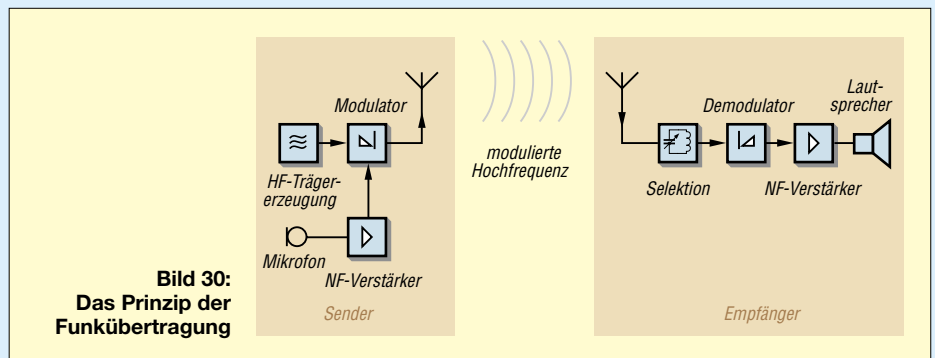 Modulator
HF-Träger-
erzeugung
Mikrofon
NF-Verstärker
Sender
modulierte
Hochfrequenz
Laut-
sprecher
Demodulator
Selektion
NF-Verstärker
Empfänger
Bild 30:
Das Prinzip der
Funkübertragung